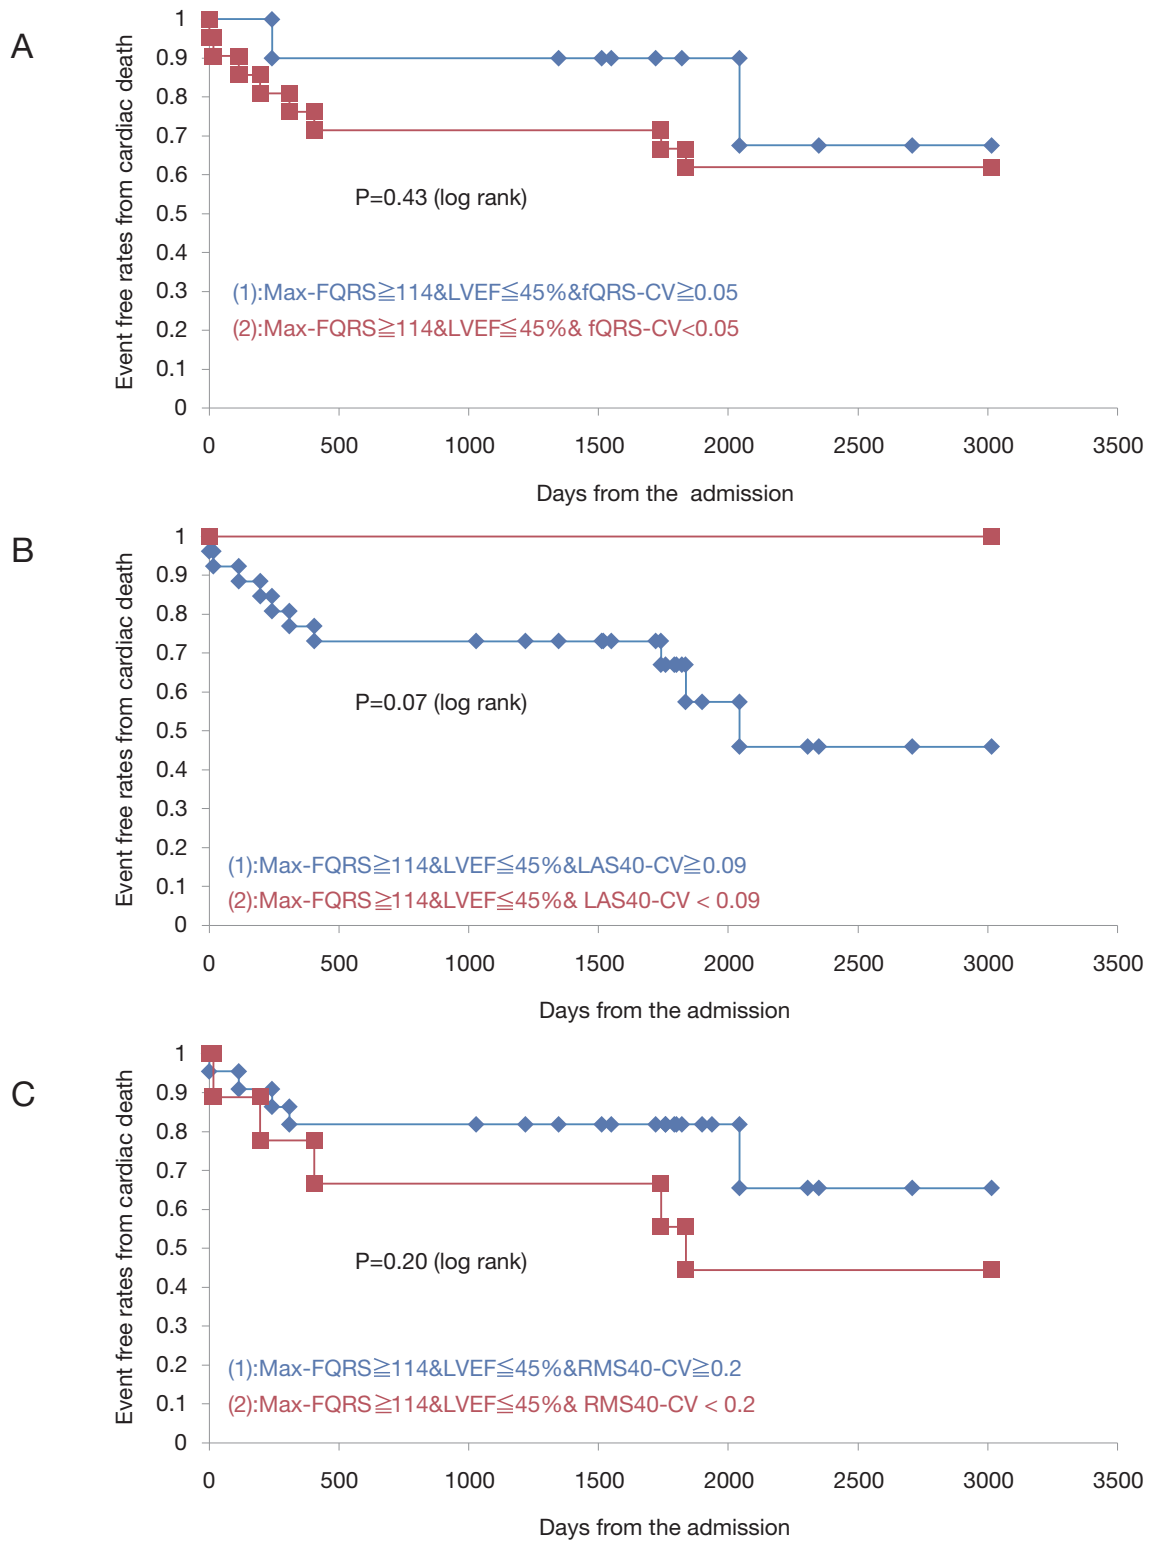 A
Event free rates from cardiac death
1
0.9
0.8
0.7
0.6
0.5
0.4
0.3
0.2
0.1
0
P=0.43 (log rank)
(1):Max-FQRS≧114&LVEF≦45%&fQRS-CV≧0.05
(2):Max-FQRS≧114&LVEF≦45%& fQRS-CV<0.05
0 500 1000 1500 2000 2500 3000 3500
Days from the admission
B
Event free rates from cardiac death
1
0.9
0.8
0.7
0.6
0.5
0.4
0.3
0.2
0.1
0
P=0.07 (log rank)
(1):Max-FQRS≧114&LVEF≦45%&LAS40-CV≧0.09
(2):Max-FQRS≧114&LVEF≦45%& LAS40-CV < 0.09
0 500 1000 1500 2000 2500 3000 3500
Days from the admission
C
Event free rates from cardiac death
1
0.9
0.8
0.7
0.6
0.5
0.4
0.3
0.2
0.1
0
P=0.20 (log rank)
(1):Max-FQRS≧114&LVEF≦45%&RMS40-CV≧0.2
(2):Max-FQRS≧114&LVEF≦45%& RMS40-CV < 0.2
0 500 1000 1500 2000 2500 3000 3500
Days from the admission